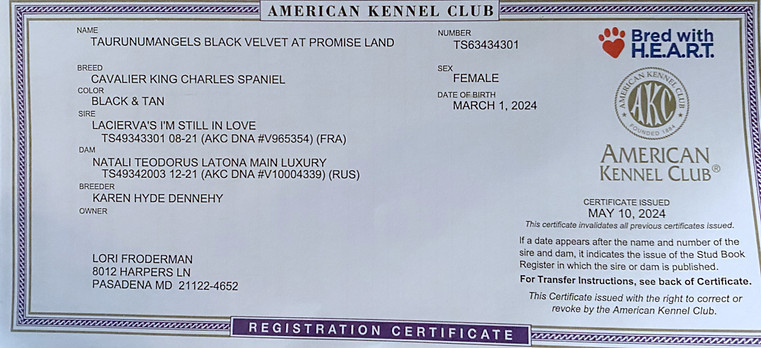 AMERICAN KENNEL CLUB
NAME
TAURUNUMANGELS BLACK VELVET AT PROMISE LAND
NUMBER
TS63434301
BREED
CAVALIER KING CHARLES SPANIEL
SEX
FEMALE
COLOR
BLACK & TAN
DATE OF BIRTH
MARCH 1, 2024
SIRE
LACIERVA'S I'M STILL IN LOVE
TS49343301 08-21 (AKC DNA #V965354) (FRA)
DAM
NATALI TEODORUS LATONA MAIN LUXURY
TS49342003 12-21 (AKC DNA #V10004339) (RUS)
BREEDER
KAREN HYDE DENNEHY
OWNER
LORI FRODERMAN
8012 HARPERS LN
PASADENA MD 21122-4652
Bred with
H.E.A.R.T.
AMERICAN KENNEL CLUB
AKC
FOUNDED 1884
AMERICAN
KENNEL CLUB®
CERTIFICATE ISSUED
MAY 10, 2024
This certificate invalidates all previous certificates issued.
If a date appears after the name and number of the
sire and dam, it indicates the issue of the Stud Book
Register in which the sire or dam is published.
For Transfer Instructions, see back of Certificate.
This Certificate issued with the right to correct or
revoke by the American Kennel Club.
REGISTRATION CERTIFICATE